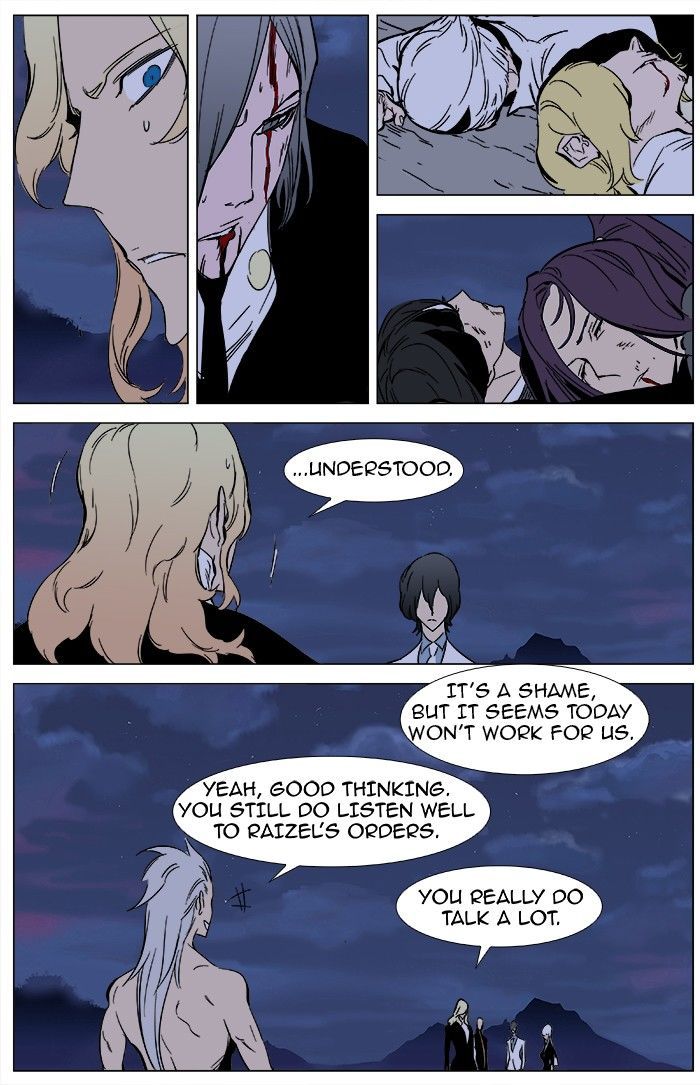 ...UNDERSTOOD.
IT'S A SHAME,
BUT IT SEEMS TODAY
WON'T WORK FOR US.
YEAH, GOOD THINKING.
YOU STILL DO LISTEN WELL
TO RAIZEL'S ORDERS.
YOU REALLY DO
TALK A LOT.